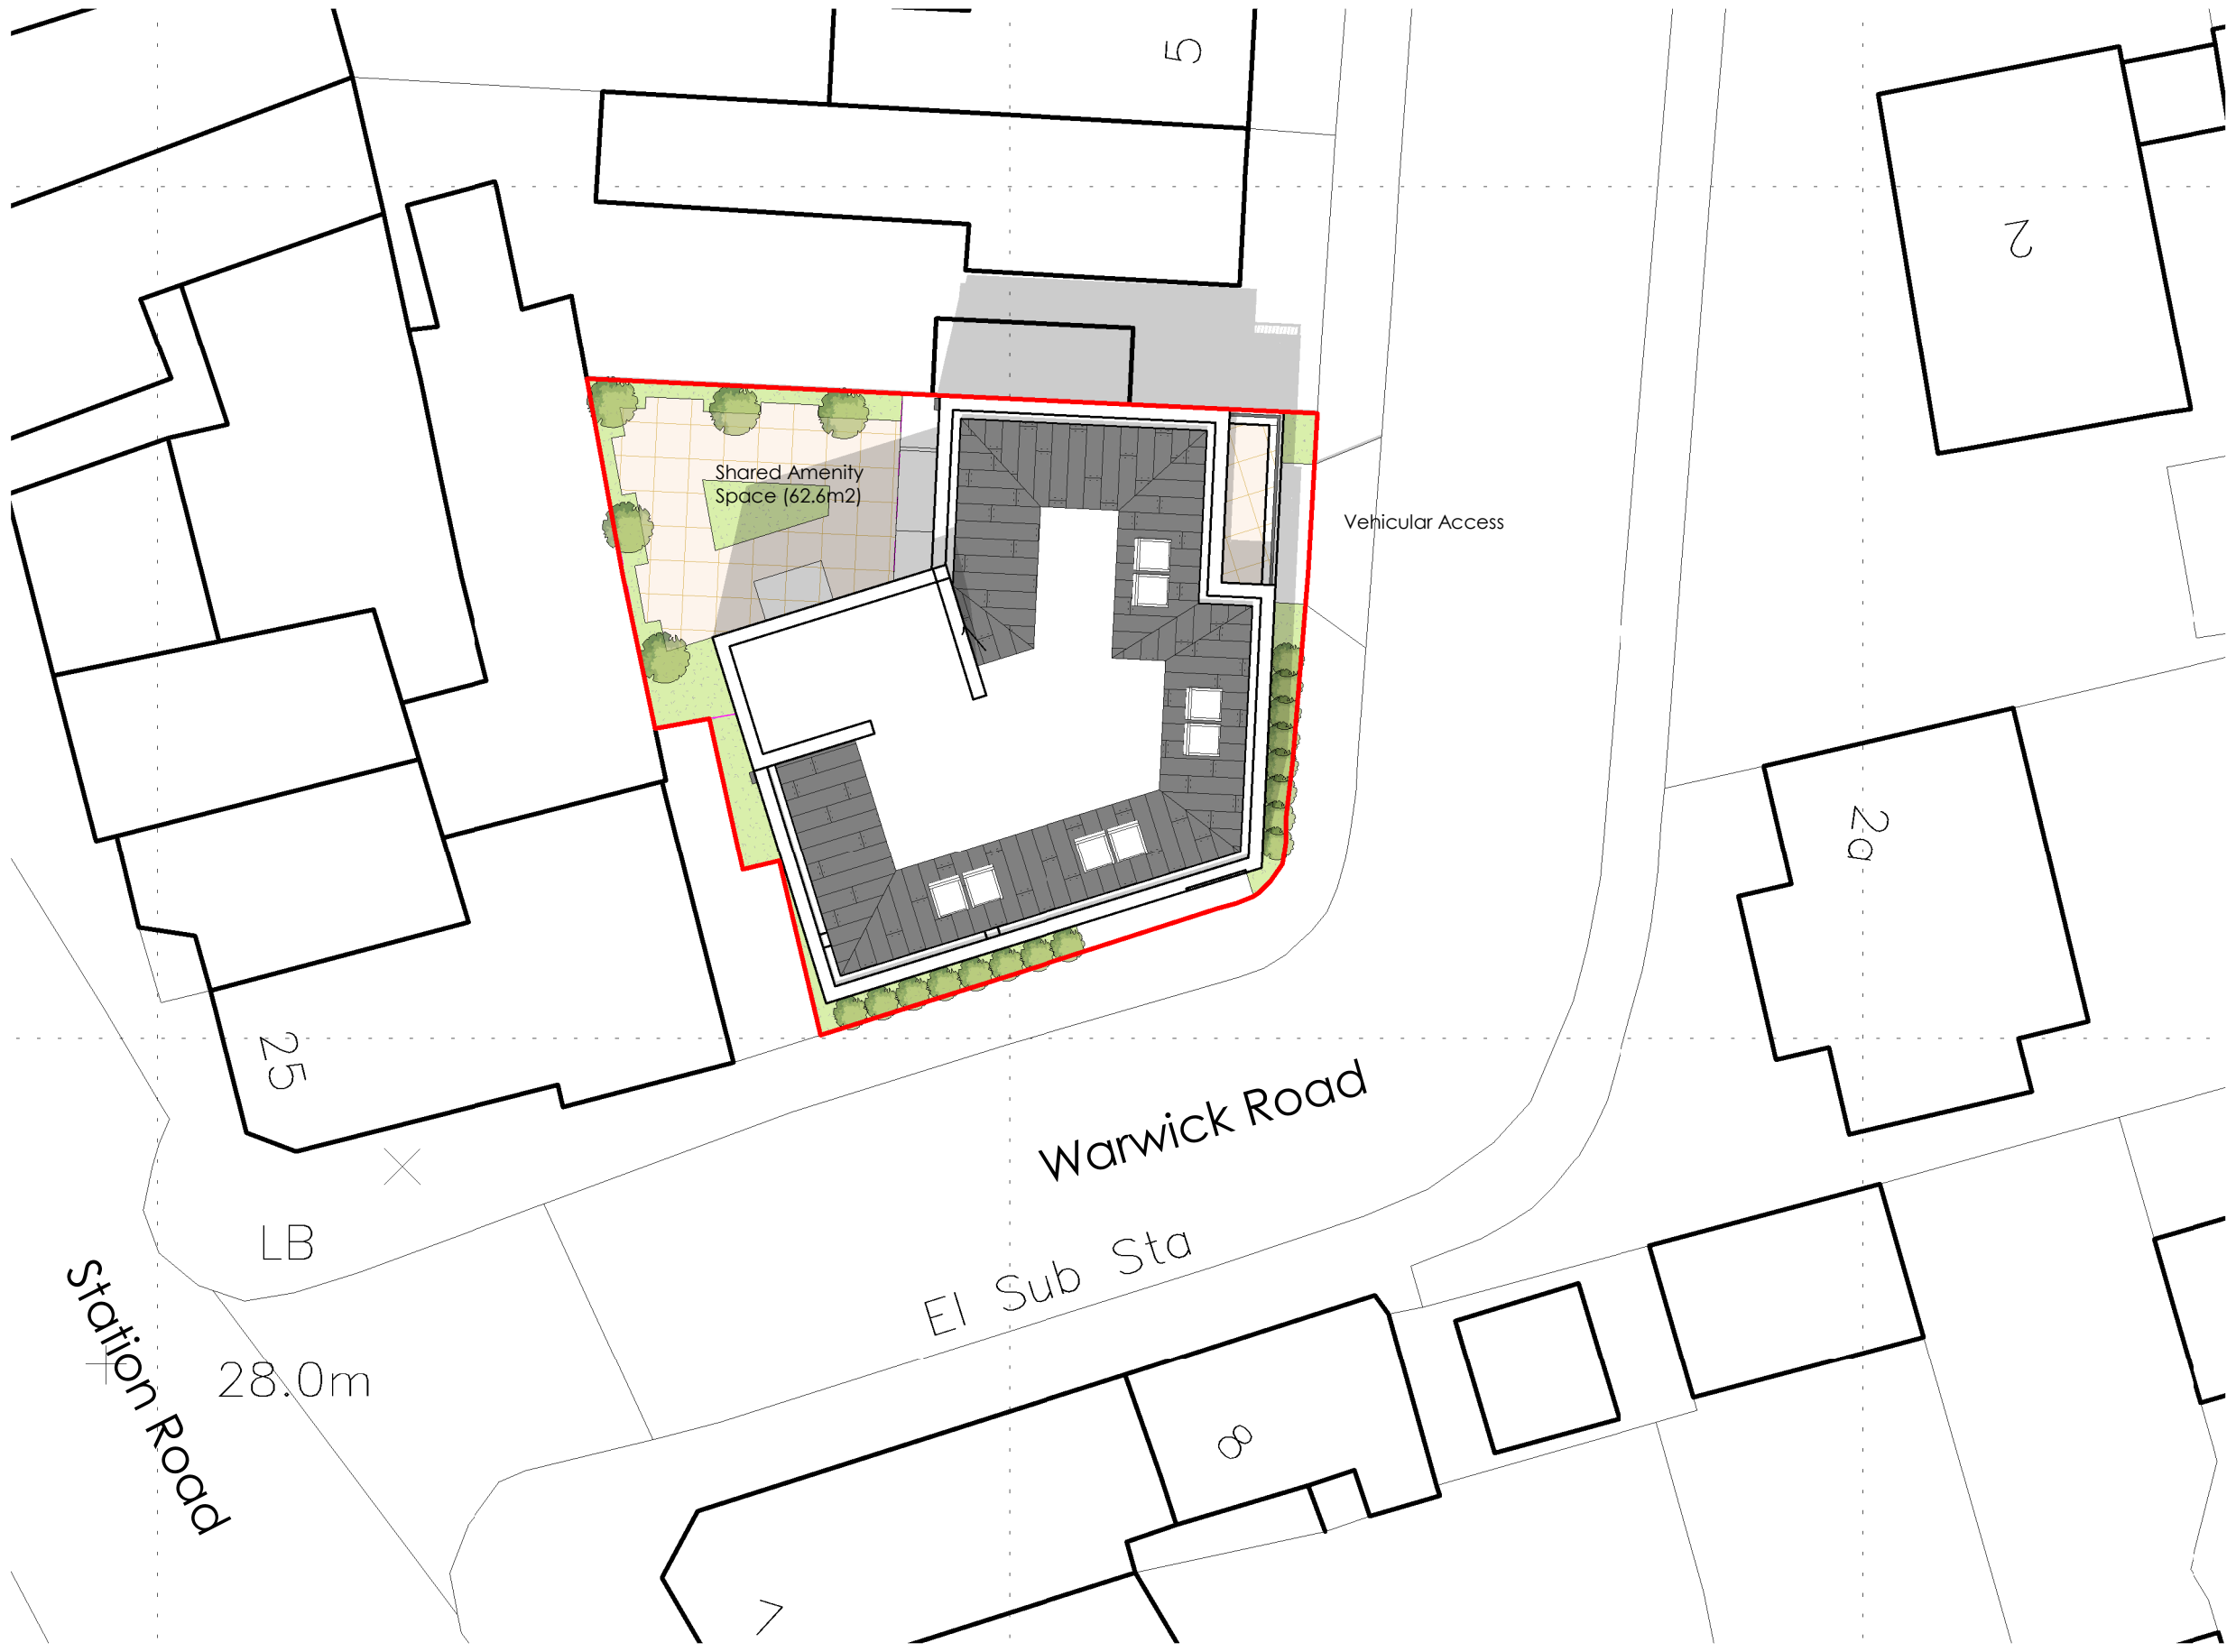 5
2
Shared Amenity
Space (62.6m2)
Vehicular Access
2a
25
Warwick Road
LB
El Sub Sta
Station Road
28.0m
8
7